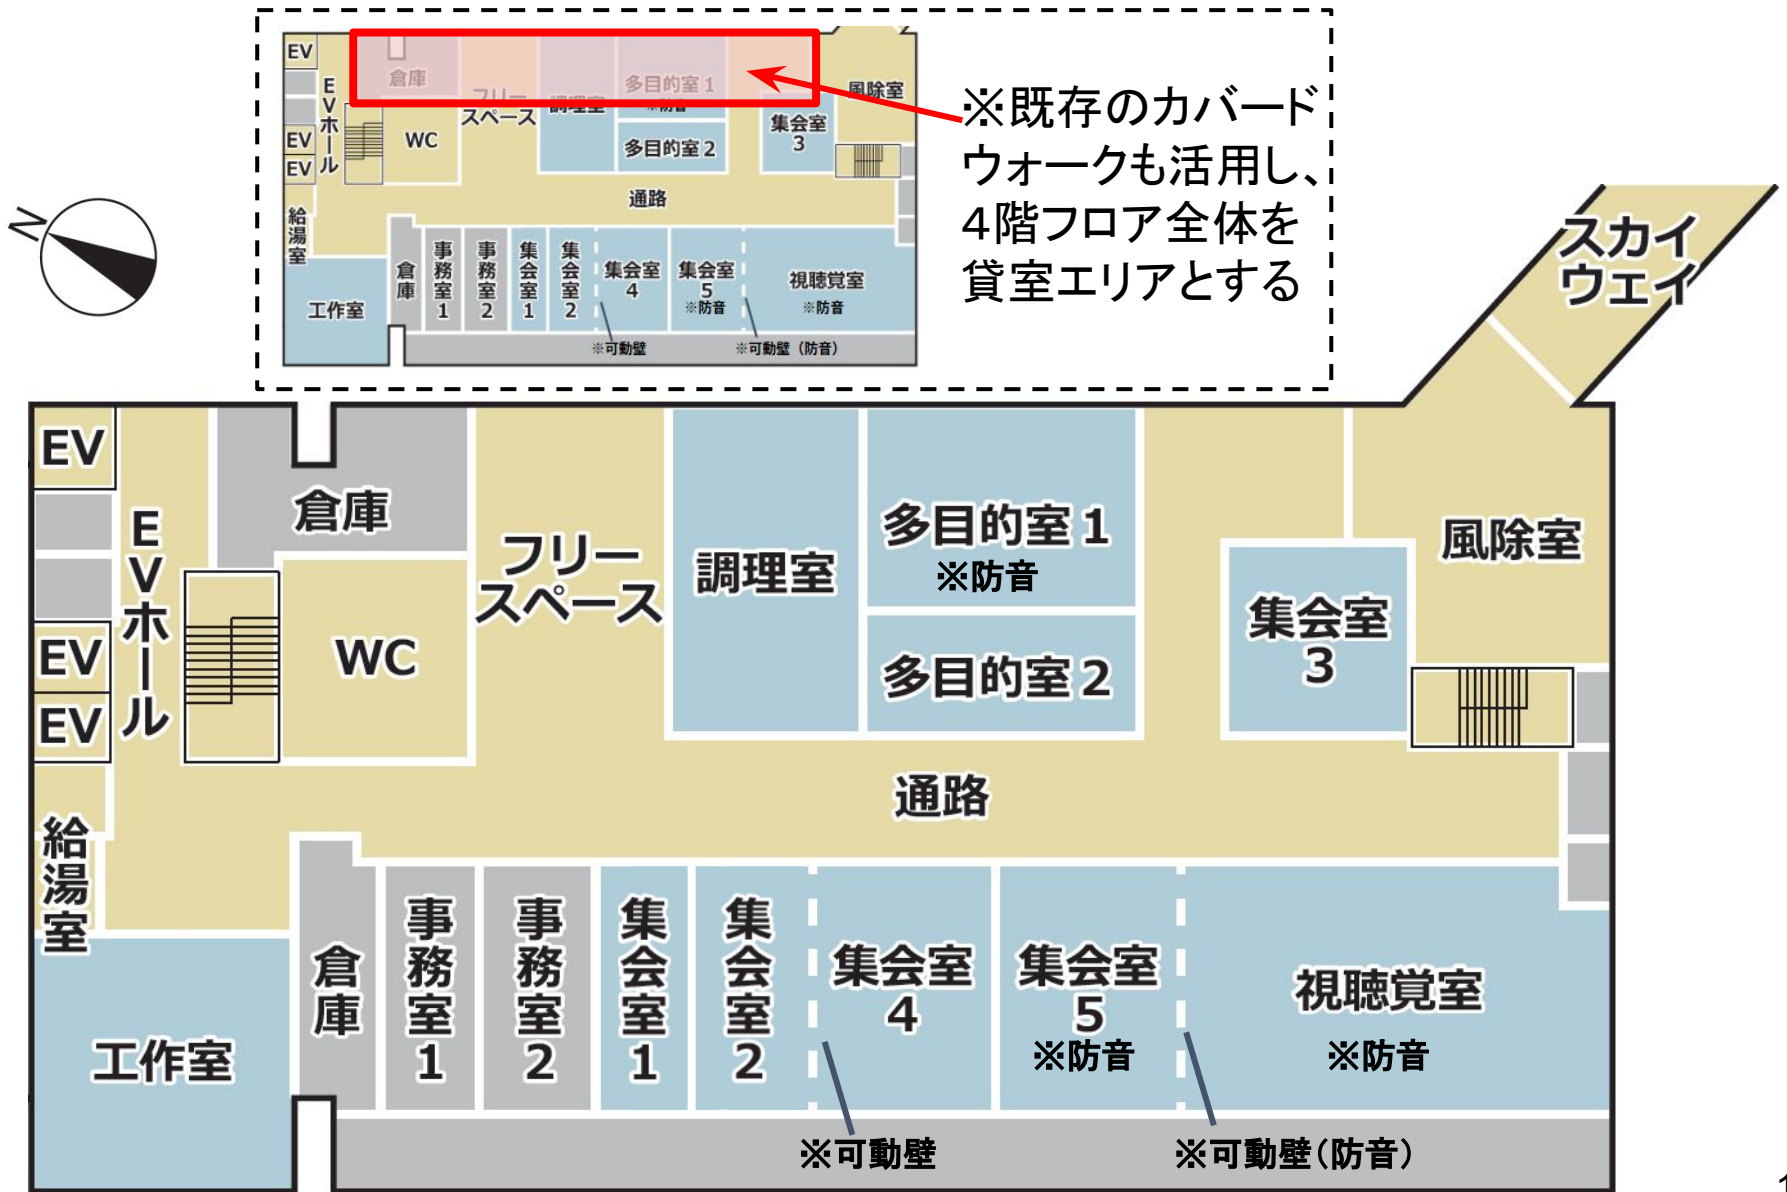 EV
倉庫
EVホール
フリー
スペース
調理室
多目的室1
※防音
風除室
EV
WC
多目的室2
集会室
3
EV
通路
給湯室
倉庫
事務室1
事務室2
集会室1
集会室2
集会室
4
集会室
5
※防音
視聴覚室
※防音
工作室
※可動壁
※可動壁（防音）
※既存のカバード
ウォークも活用し、
4階フロア全体を
貸室エリアとする
N
スカイ
ウェイ
EV
倉庫
EVホール
フリー
スペース
調理室
多目的室1
※防音
風除室
EV
WC
多目的室2
集会室
3
EV
通路
給湯室
倉庫
事務室1
事務室2
集会室1
集会室2
集会室
4
集会室
5
※防音
視聴覚室
※防音
工作室
※可動壁
※可動壁（防音）